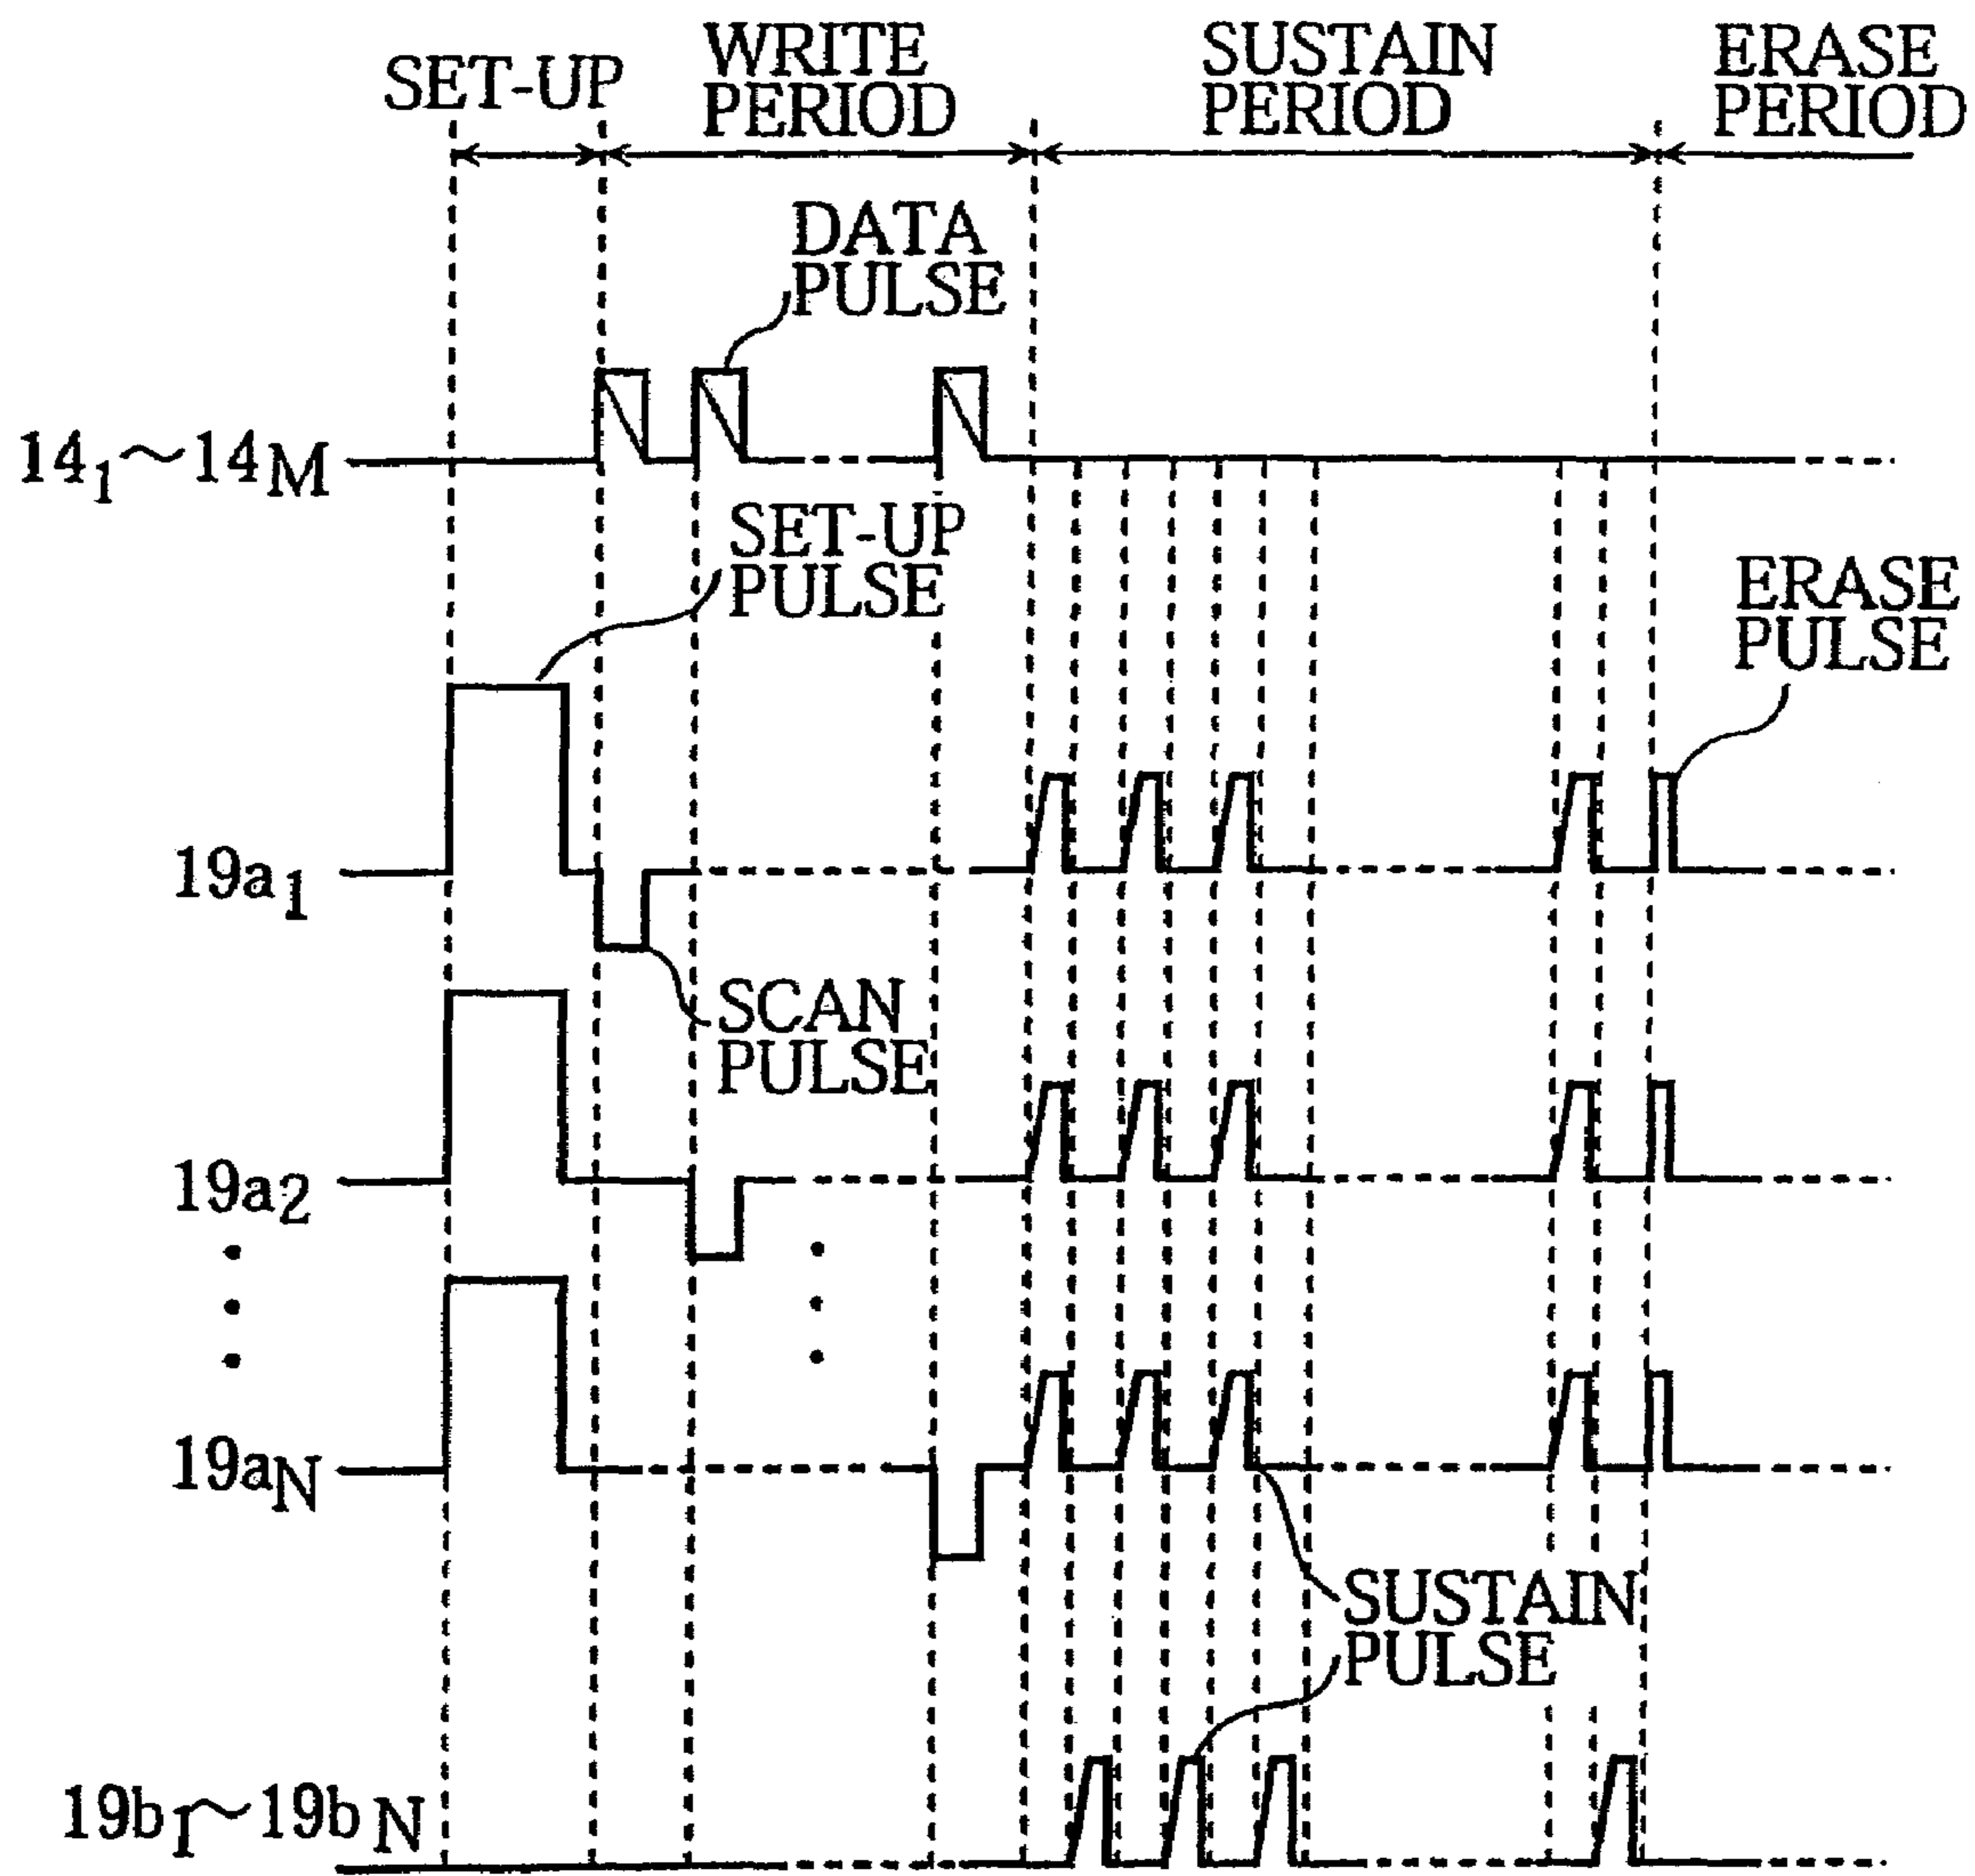 SET-UP
WRITE
PERIOD
SUSTAIN
PERIOD
ERASE
PERIOD
DATA
PULSE
14₁~14M
SET-UP
PULSE
ERASE
PULSE
19a₁
SCAN
PULSE
19a₂
19aN
SUSTAIN
PULSE
19b₁~19bN